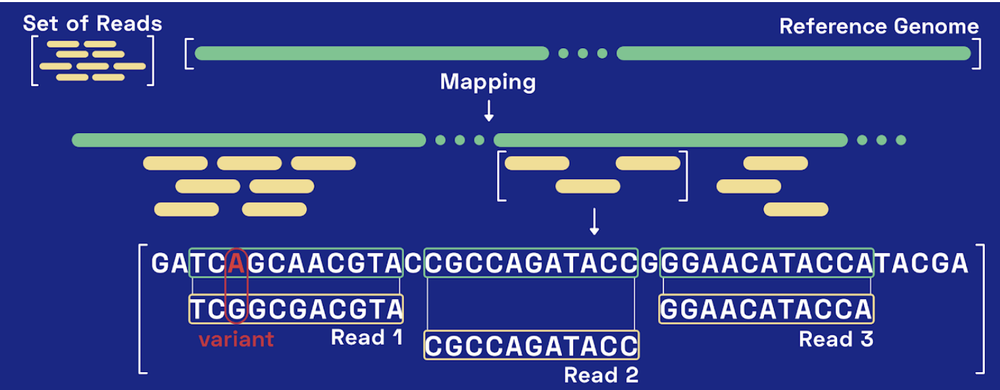 Set of Reads
Reference Genome
Mapping
GATCAGCAACGTACCGCCAGATACCGGGAACATACCATACGA
TCGGCGACGTA
GGAACATACCA
variant
Read 1
CGCCAGATACC
Read 3
Read 2